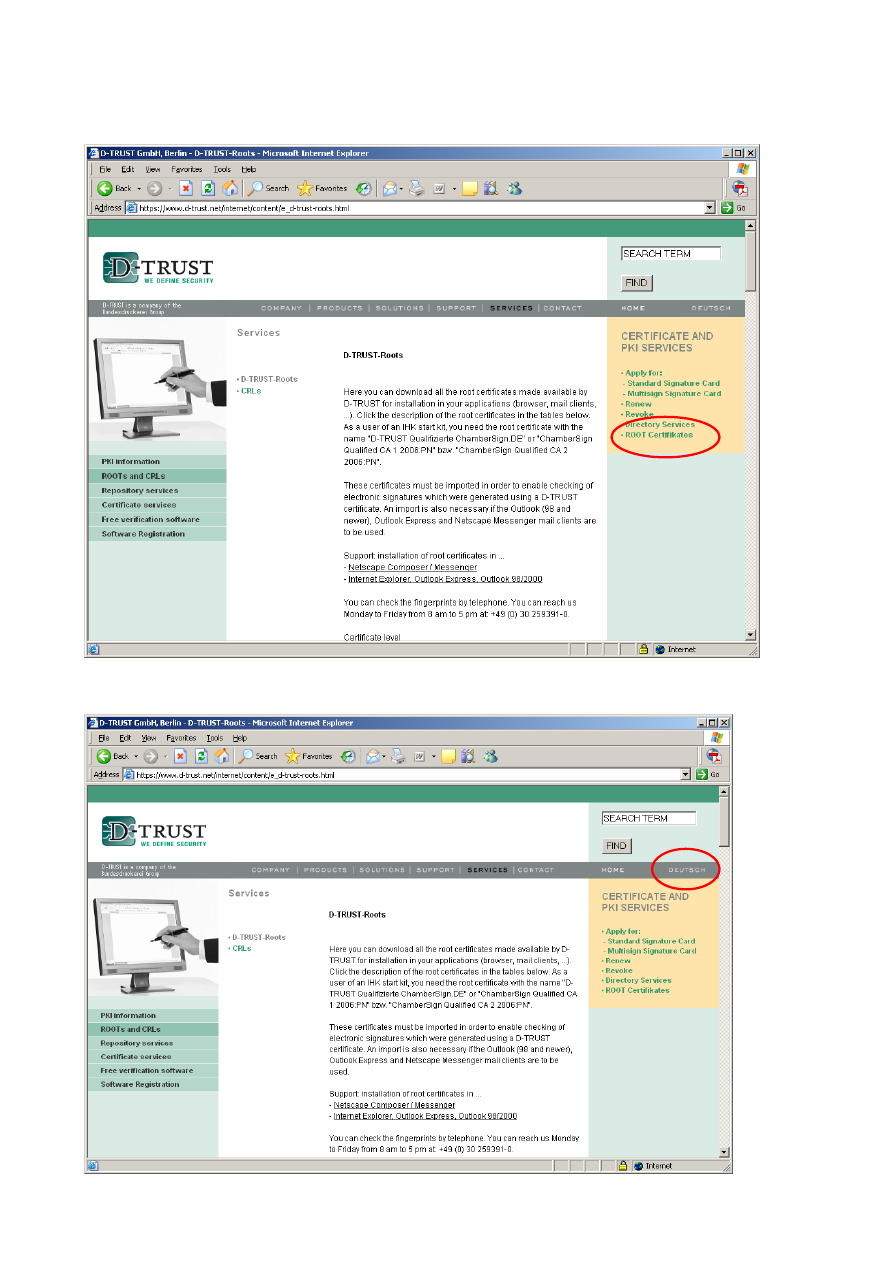 D-TRUST GmbH, Berlin - D-TRUST-Roots - Microsoft Internet Explorer
File Edit View Favorites Tools Help
Back Search Favorites
Address https://www.d-trust.net/internet/content/e_d-trust-roots.html Go
SEARCH TERM
D-TRUST
WE DEFINE SECURITY
FIND
D-TRUST is a company of the
Bundesdruckerei Group
COMPANY | PRODUCTS | SOLUTIONS | SUPPORT | SERVICES | CONTACT
HOME DEUTSCH
Services
• D-TRUST-Roots
• CRLs
D-TRUST-Roots
Here you can download all the root certificates made available by
D-TRUST for installation in your applications (browser, mail clients,
...). Click the description of the root certificates in the tables below.
As a user of an IHK start kit, you need the root certificate with the
name "D-TRUST Qualifizierte ChamberSign.DE" or "ChamberSign
Qualified CA 1 2006:PN" bzw. "ChamberSign Qualified CA 2
2006:PN".
These certificates must be imported in order to enable checking of
electronic signatures which were generated using a D-TRUST
certificate. An import is also necessary if the Outlook (98 and
newer), Outlook Express and Netscape Messenger mail clients are
to be used.
Support: installation of root certificates in ...
- Netscape Composer / Messenger
- Internet Explorer, Outlook Express, Outlook 98/2000
You can check the fingerprints by telephone. You can reach us
Monday to Friday from 8 am to 5 pm at: +49 (0) 30 259391-0.
Certificate level
CERTIFICATE AND
PKI SERVICES
• Apply for:
- Standard Signature Card
- Multisign Signature Card
• Renew
• Revoke
• Directory Services
• ROOT Certifikates
PKI information
ROOTs and CRLs
Repository services
Certificate services
Free verification software
Software Registration
Internet
D-TRUST GmbH, Berlin - D-TRUST-Roots - Microsoft Internet Explorer
File Edit View Favorites Tools Help
Back Search Favorites
Address https://www.d-trust.net/internet/content/e_d-trust-roots.html Go
SEARCH TERM
D-TRUST
WE DEFINE SECURITY
FIND
D-TRUST is a company of the
Bundesdruckerei Group
COMPANY | PRODUCTS | SOLUTIONS | SUPPORT | SERVICES | CONTACT
HOME DEUTSCH
Services
• D-TRUST-Roots
• CRLs
D-TRUST-Roots
Here you can download all the root certificates made available by D-
TRUST for installation in your applications (browser, mail clients, ...).
Click the description of the root certificates in the tables below. As a
user of an IHK start kit, you need the root certificate with the name "D-
TRUST Qualifizierte ChamberSign.DE" or "ChamberSign Qualified CA
1 2006:PN" bzw. "ChamberSign Qualified CA 2 2006:PN".
These certificates must be imported in order to enable checking of
electronic signatures which were generated using a D-TRUST
certificate. An import is also necessary if the Outlook (98 and newer),
Outlook Express and Netscape Messenger mail clients are to be
used.
Support: installation of root certificates in ...
- Netscape Composer / Messenger
- Internet Explorer, Outlook Express, Outlook 98/2000
You can check the fingerprints by telephone. You can reach us Monday
to Friday from 8 am to 5 pm at: +49 (0) 30 259391-0.
CERTIFICATE AND
PKI SERVICES
• Apply for:
- Standard Signature Card
- Multisign Signature Card
• Renew
• Revoke
• Directory Services
• ROOT Certifikates
PKI information
ROOTs and CRLs
Repository services
Certificate services
Free verification software
Software Registration
Internet